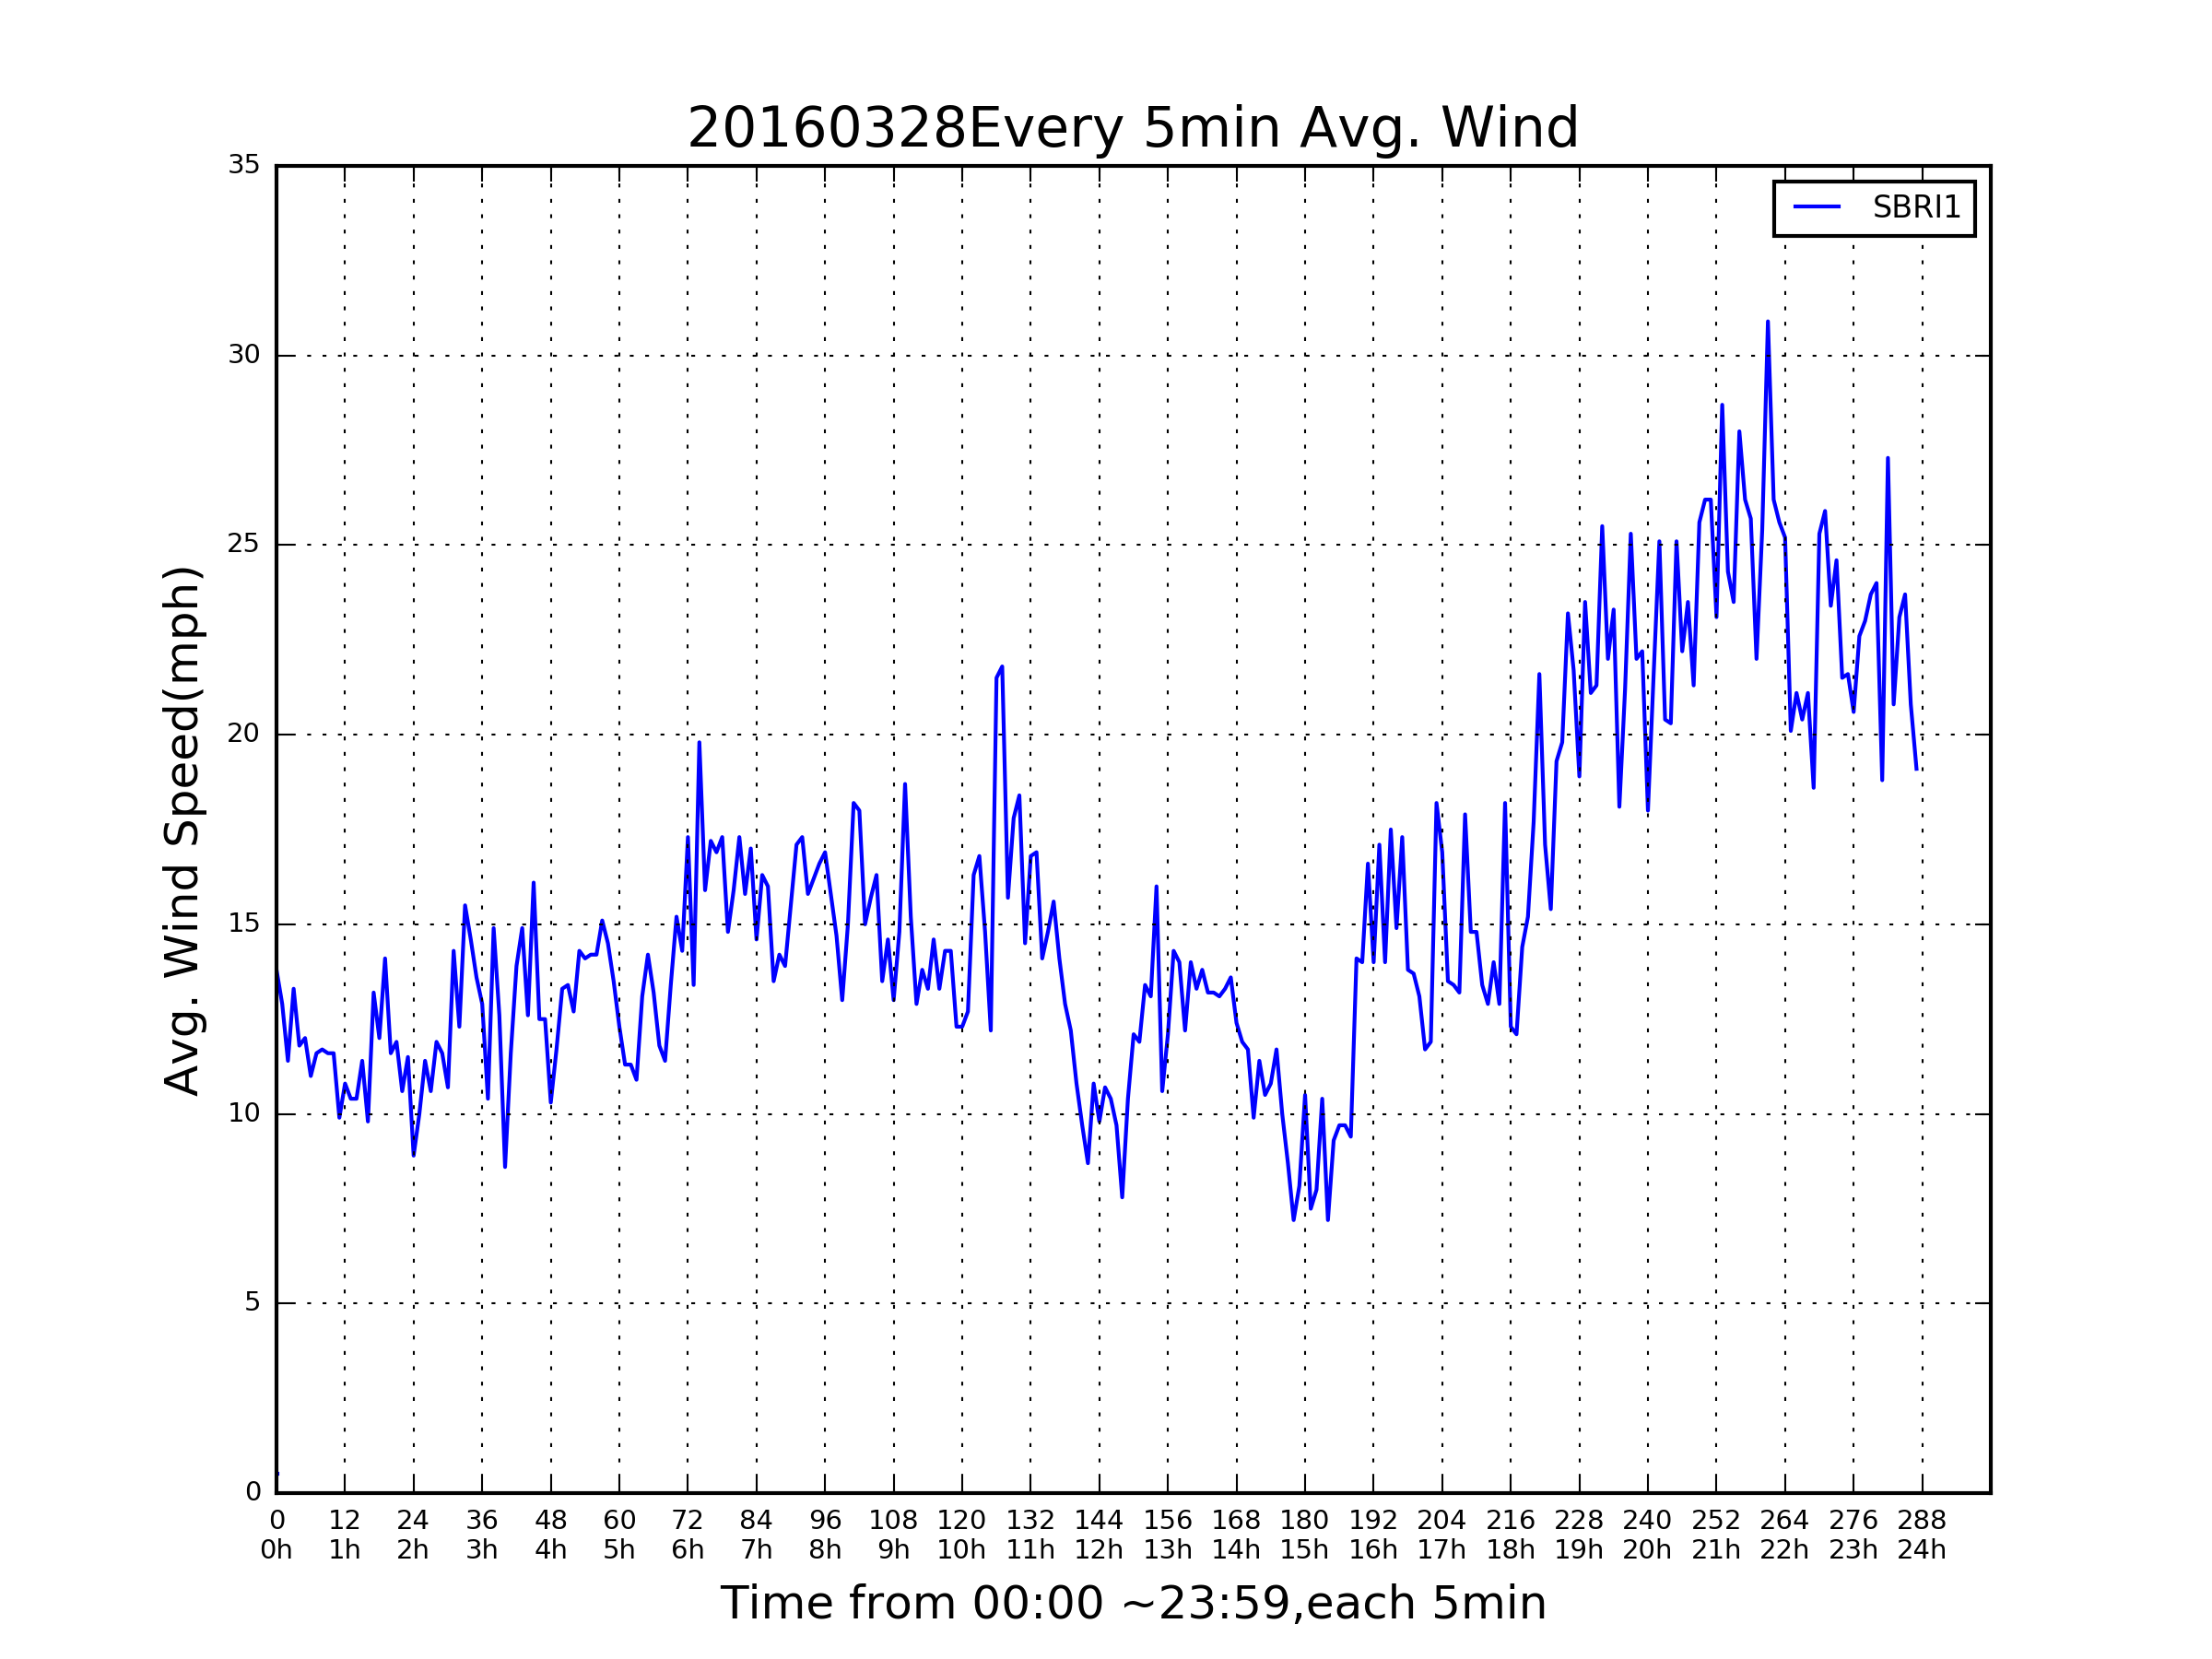 20160328Every 5min Avg. Wind
SBRI1
Avg. Wind Speed(mph)
35
30
25
20
15
10
5
0
0 12 24 36 48 60 72 84 96 108 120 132 144 156 168 180 192 204 216 228 240 252 264 276 288
0h 1h 2h 3h 4h 5h 6h 7h 8h 9h 10h 11h 12h 13h 14h 15h 16h 17h 18h 19h 20h 21h 22h 23h 24h
Time from 00:00 ~23:59,each 5min